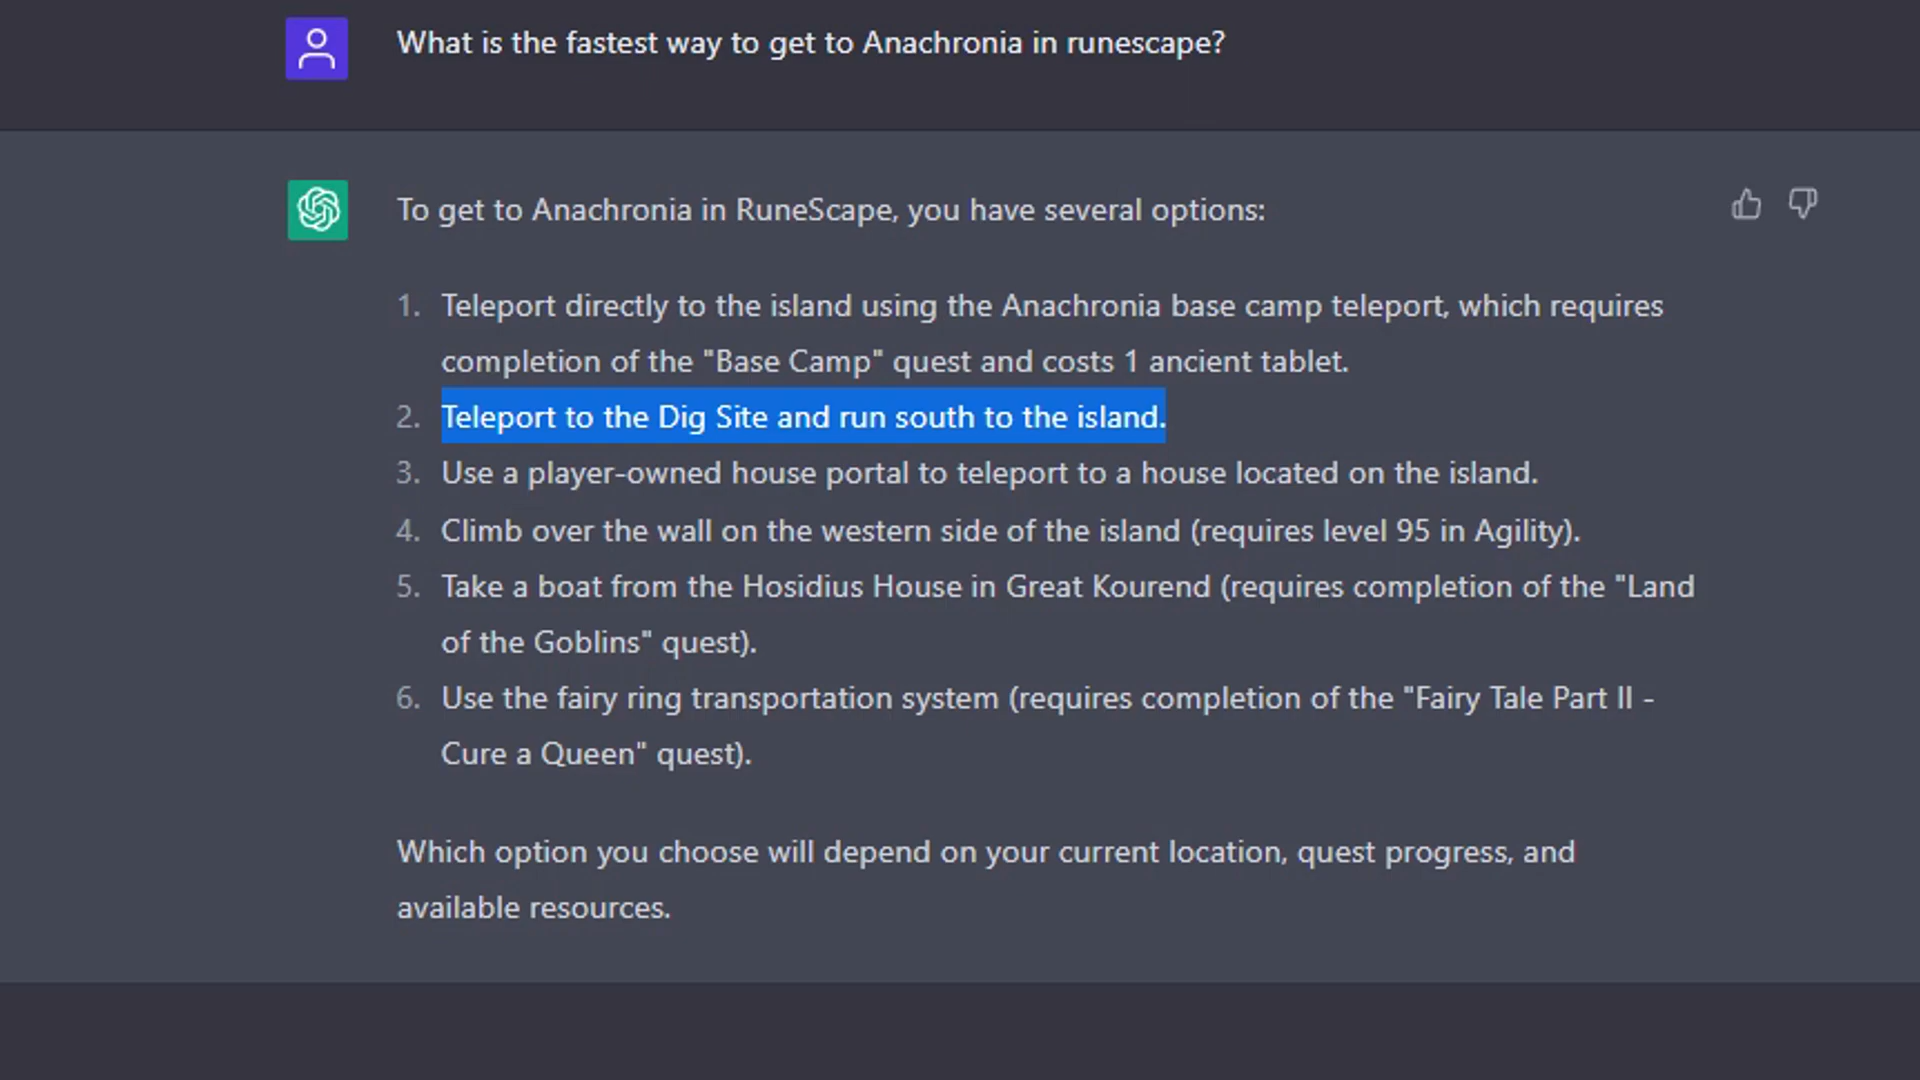 What is the fastest way to get to Anachronia in runescape?
To get to Anachronia in RuneScape, you have several options:
1. Teleport directly to the island using the Anachronia base camp teleport, which requires
completion of the "Base Camp" quest and costs 1 ancient tablet.
2. Teleport to the Dig Site and run south to the island.
3. Use a player-owned house portal to teleport to a house located on the island.
4. Climb over the wall on the western side of the island (requires level 95 in Agility).
5. Take a boat from the Hosidius House in Great Kourend (requires completion of the "Land
of the Goblins" quest).
6. Use the fairy ring transportation system (requires completion of the "Fairy Tale Part II -
Cure a Queen" quest).
Which option you choose will depend on your current location, quest progress, and
available resources.